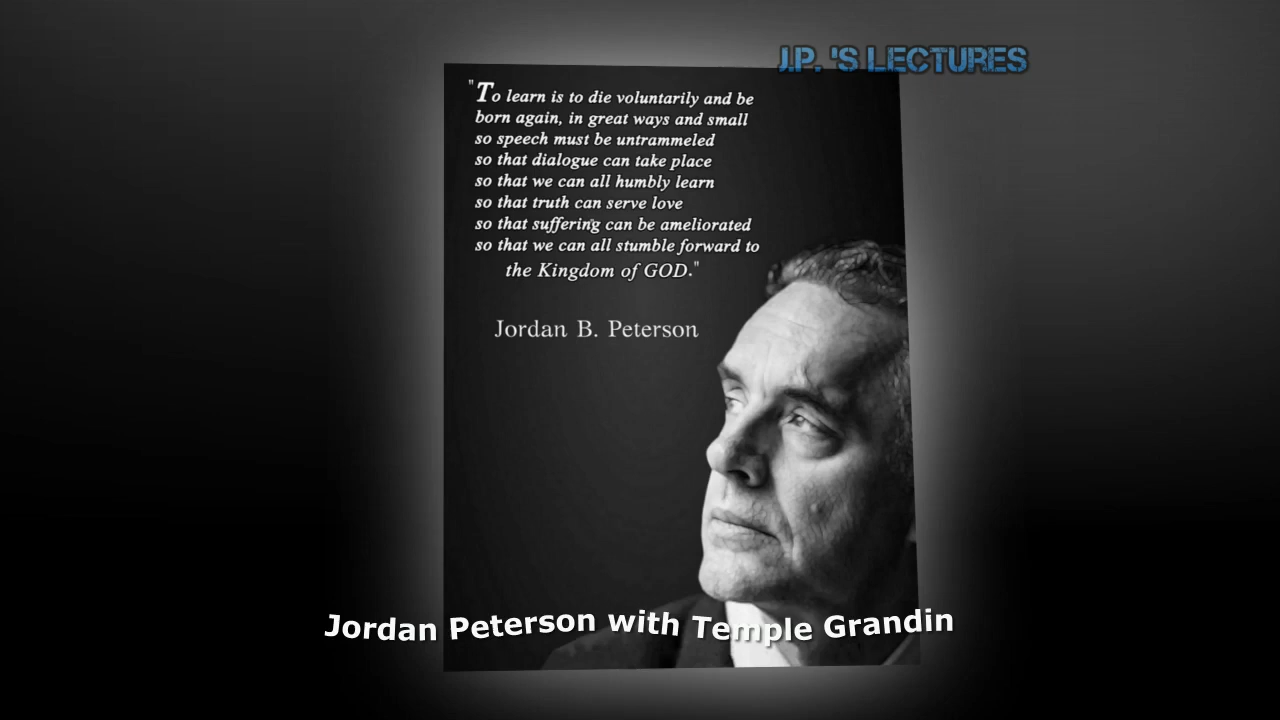 J.P. 'S LECTURES
"To learn is to die voluntarily and be
born again, in great ways and small
so speech must be untrammeled
so that dialogue can take place
so that we can all humbly learn
so that truth can serve love
so that suffering can be ameliorated
so that we can all stumble forward to
the Kingdom of GOD."
Jordan B. Peterson
Jordan Peterson with Temple Grandin